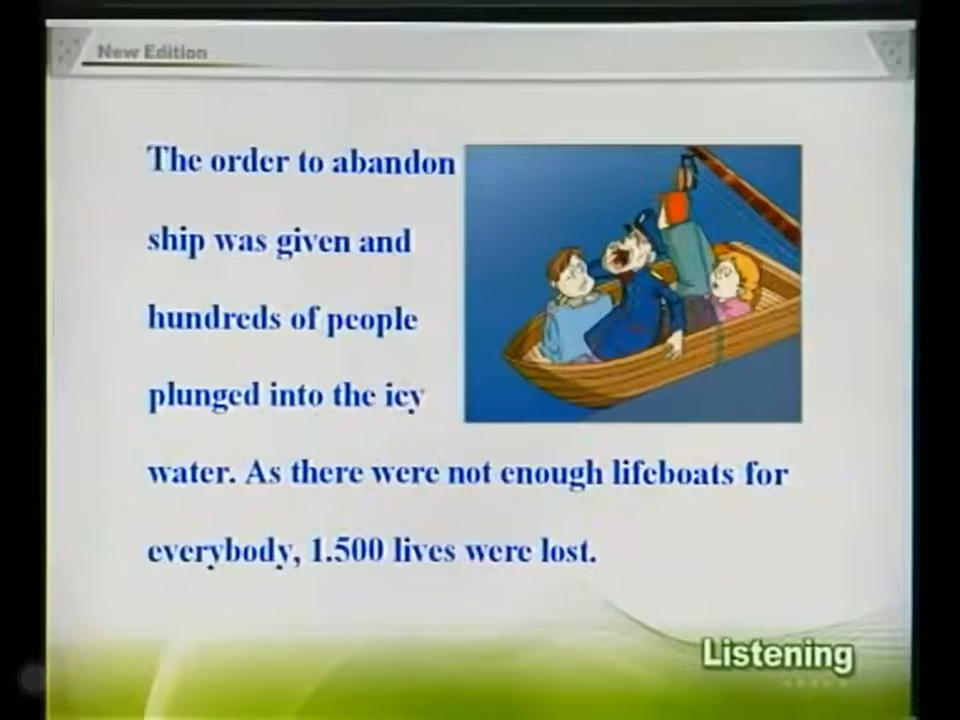 New Edition
The order to abandon
ship was given and
hundreds of people
plunged into the icy
water. As there were not enough lifeboats for
everybody, 1.500 lives were lost.
Listening